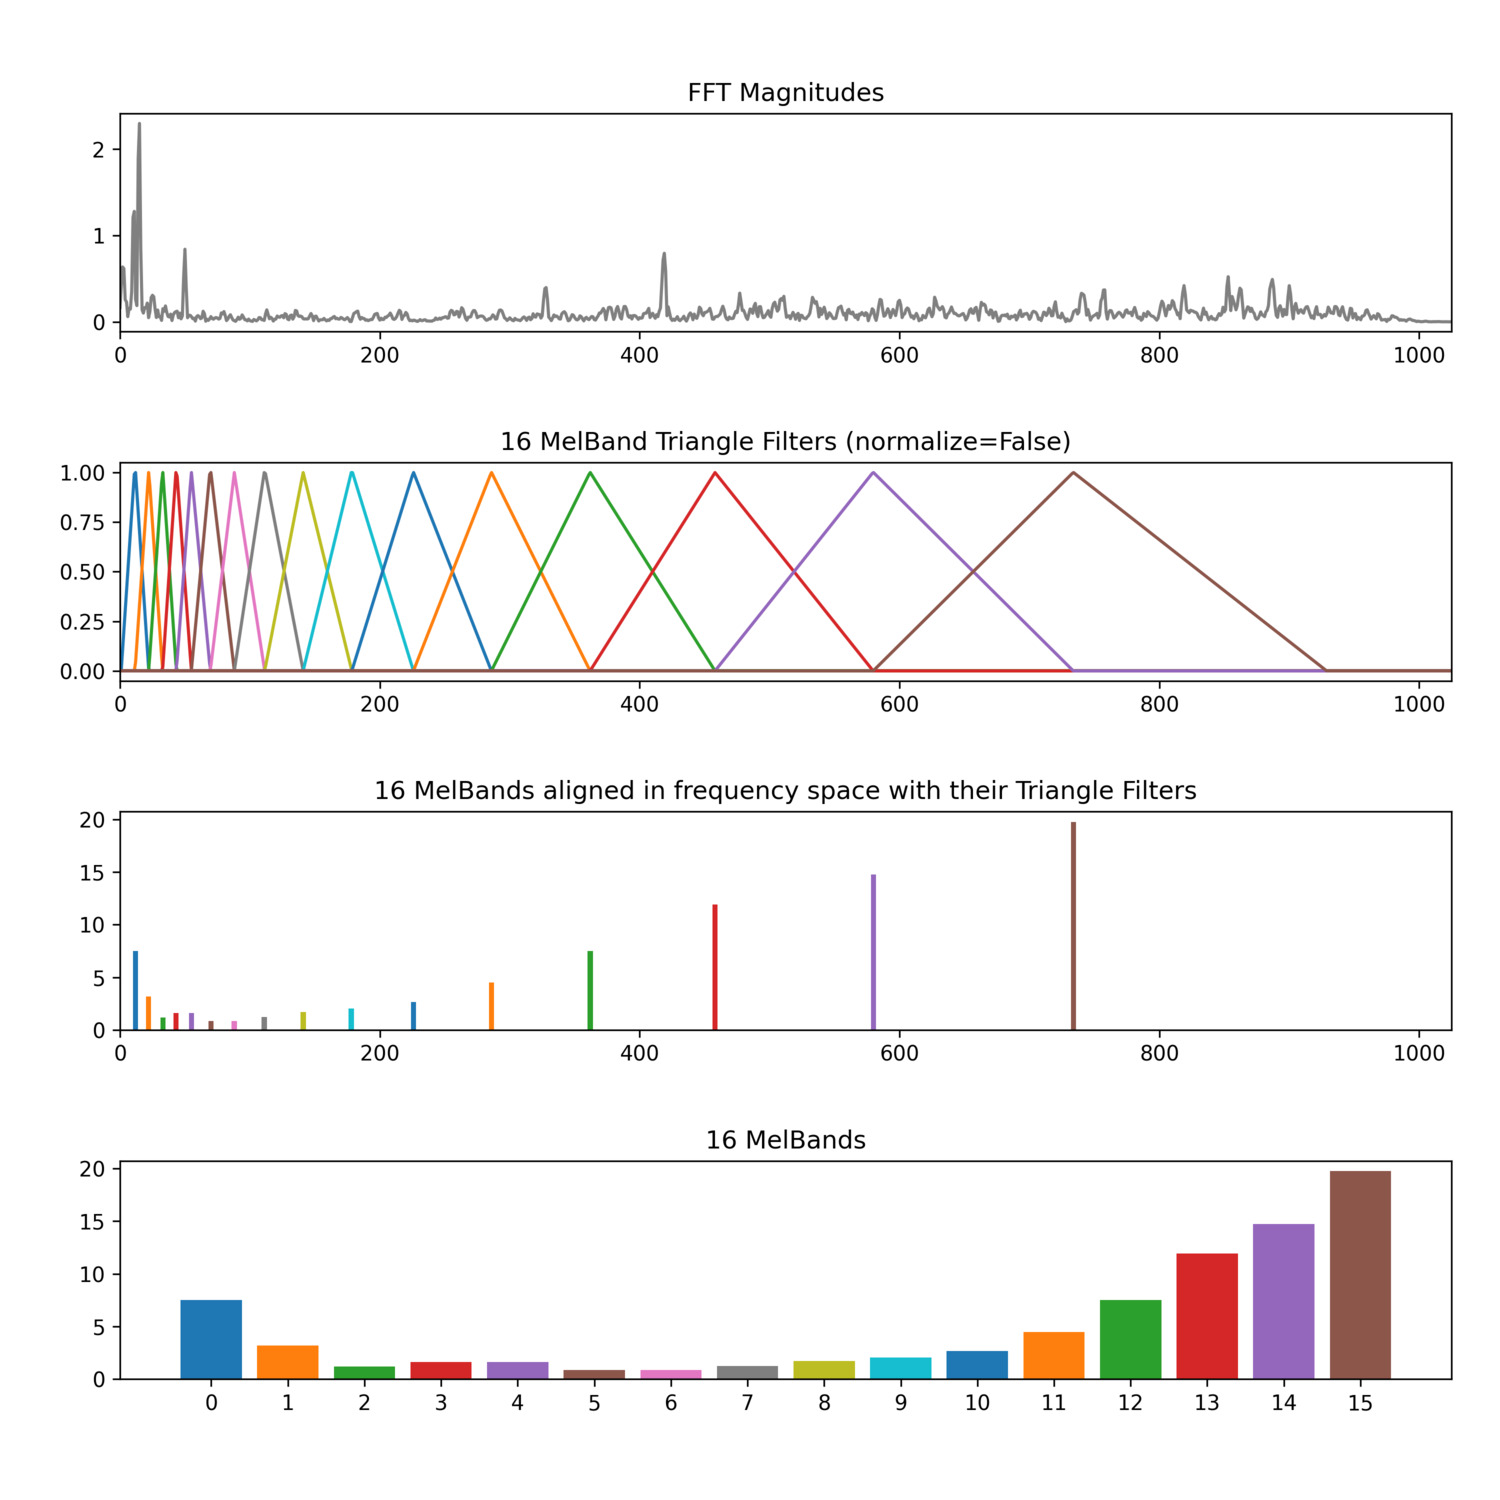 FFT Magnitudes
2
1
0
0 200 400 600 800 1000
16 MelBand Triangle Filters (normalize=False)
1.00
0.75
0.50
0.25
0.00
0 200 400 600 800 1000
16 MelBands aligned in frequency space with their Triangle Filters
20
15
10
5
0
0 200 400 600 800 1000
16 MelBands
20
15
10
5
0
0 1 2 3 4 5 6 7 8 9 10 11 12 13 14 15